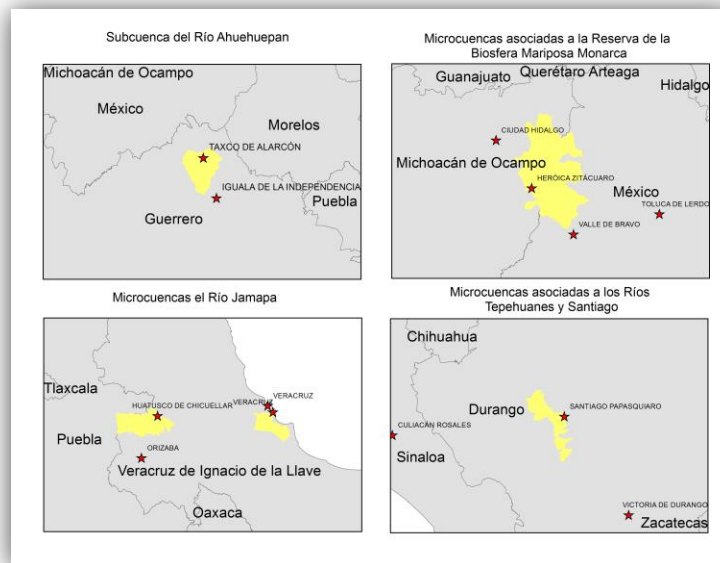 Subcuenca del Río Ahuehuepan
Michoacán de Ocampo
México
Morelos
TAXCO DE ALARCÓN
IGUALA DE LA INDEPENDENCIA
Puebla
Guerrero
Microcuencas asociadas a la Reserva de la
Biosfera Mariposa Monarca
Guanajuato
Querétaro Arteaga
Hidalgo
CIUDAD HIDALGO
Michoacán de Ocampo
HERÓICA ZITÁCUARO
México
TOLUCA DE LERDO
VALLE DE BRAVO
Microcuencas el Río Jamapa
Tlaxcala
HUATUSCO DE CHICUELLAR
VERACRUZ
VERACRUZ
Puebla
ORIZABA
Veracruz de Ignacio de la Llave
Oaxaca
Microcuencas asociadas a los Ríos
Tepehuanes y Santiago
Chihuahua
Durango
SANTIAGO PAPASQUIARO
CULIACÁN ROSALES
Sinaloa
VICTORIA DE DURANGO
Zacatecas